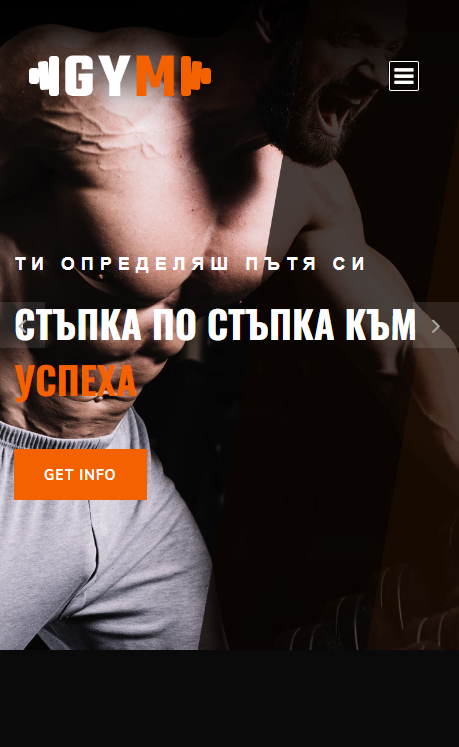 GYM
ТИ ОПРЕДЕЛЯШ ПЪТЯ СИ
СТЪПКА ПО СТЪПКА КЪМ
УСПЕХА
GET INFO